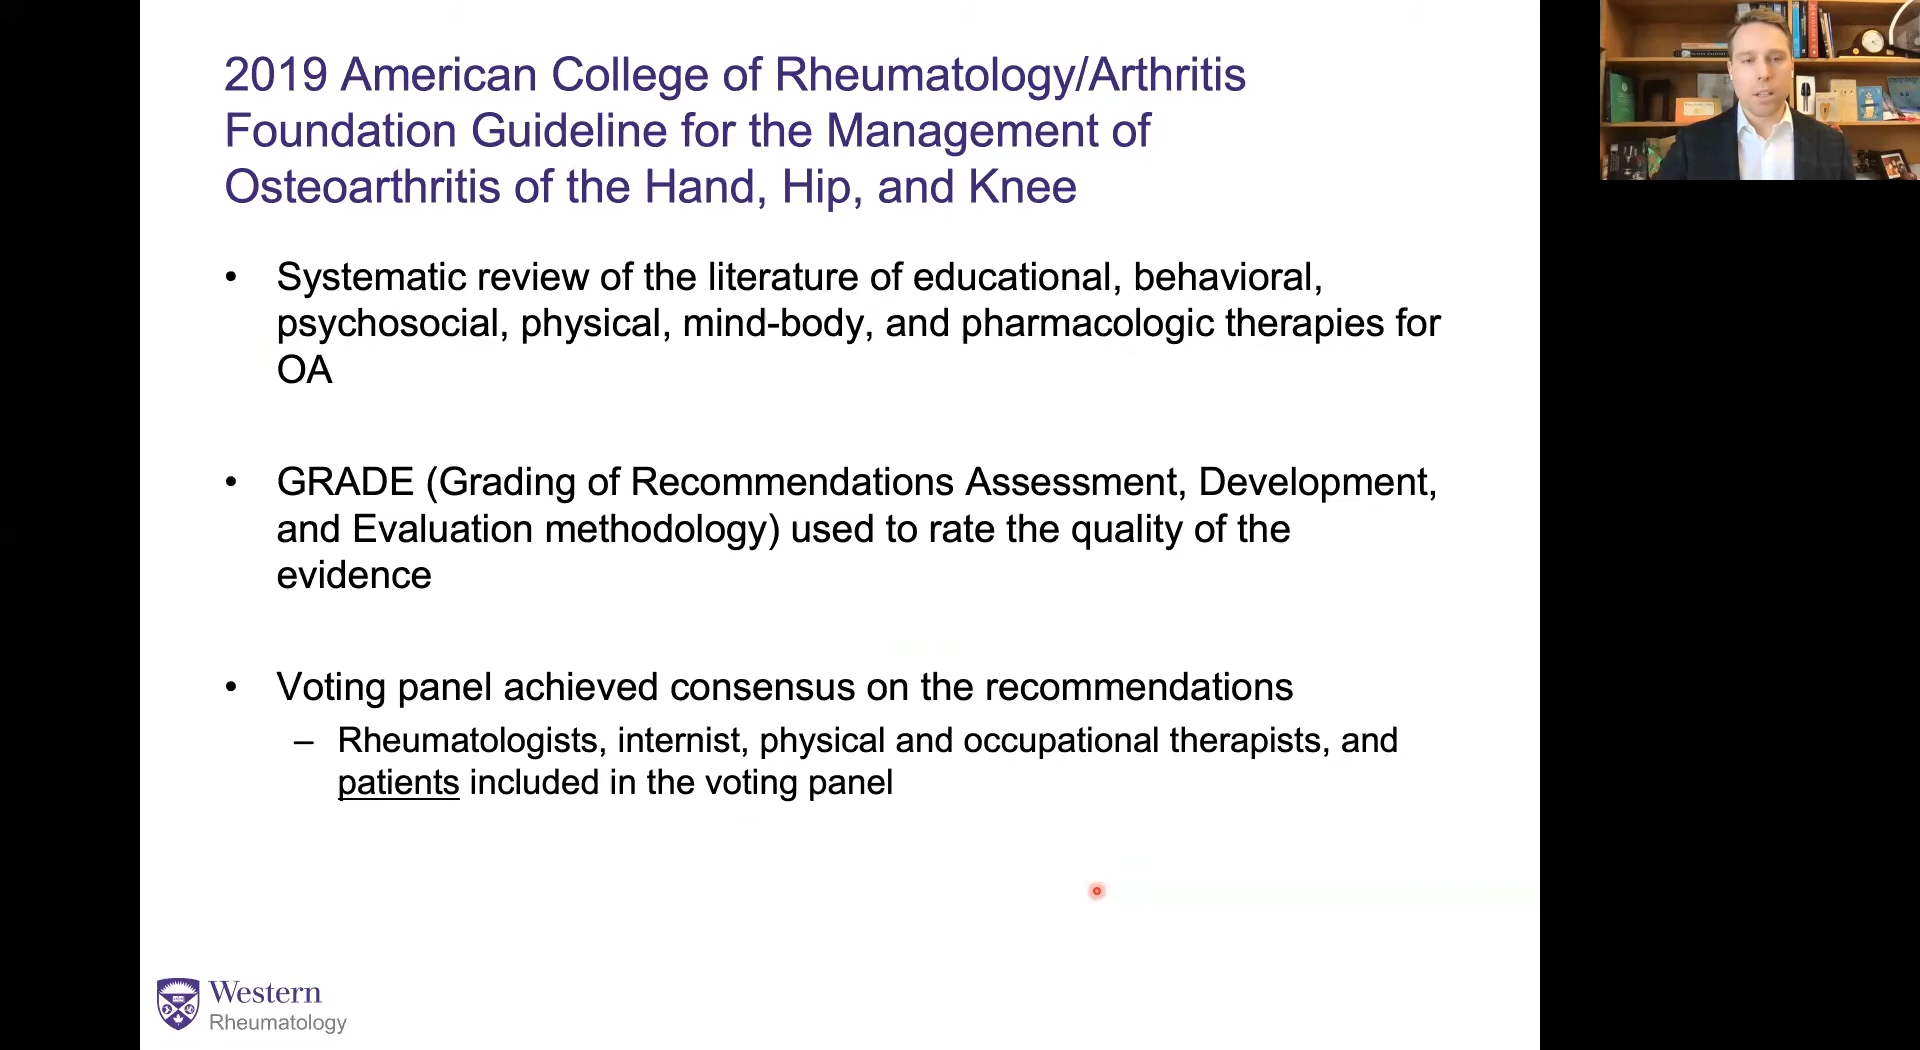 2019 American College of Rheumatology/Arthritis
Foundation Guideline for the Management of
Osteoarthritis of the Hand, Hip, and Knee
• Systematic review of the literature of educational, behavioral,
psychosocial, physical, mind-body, and pharmacologic therapies for
OA
• GRADE (Grading of Recommendations Assessment, Development,
and Evaluation methodology) used to rate the quality of the
evidence
• Voting panel achieved consensus on the recommendations
– Rheumatologists, internist, physical and occupational therapists, and
patients included in the voting panel
Western
Rheumatology